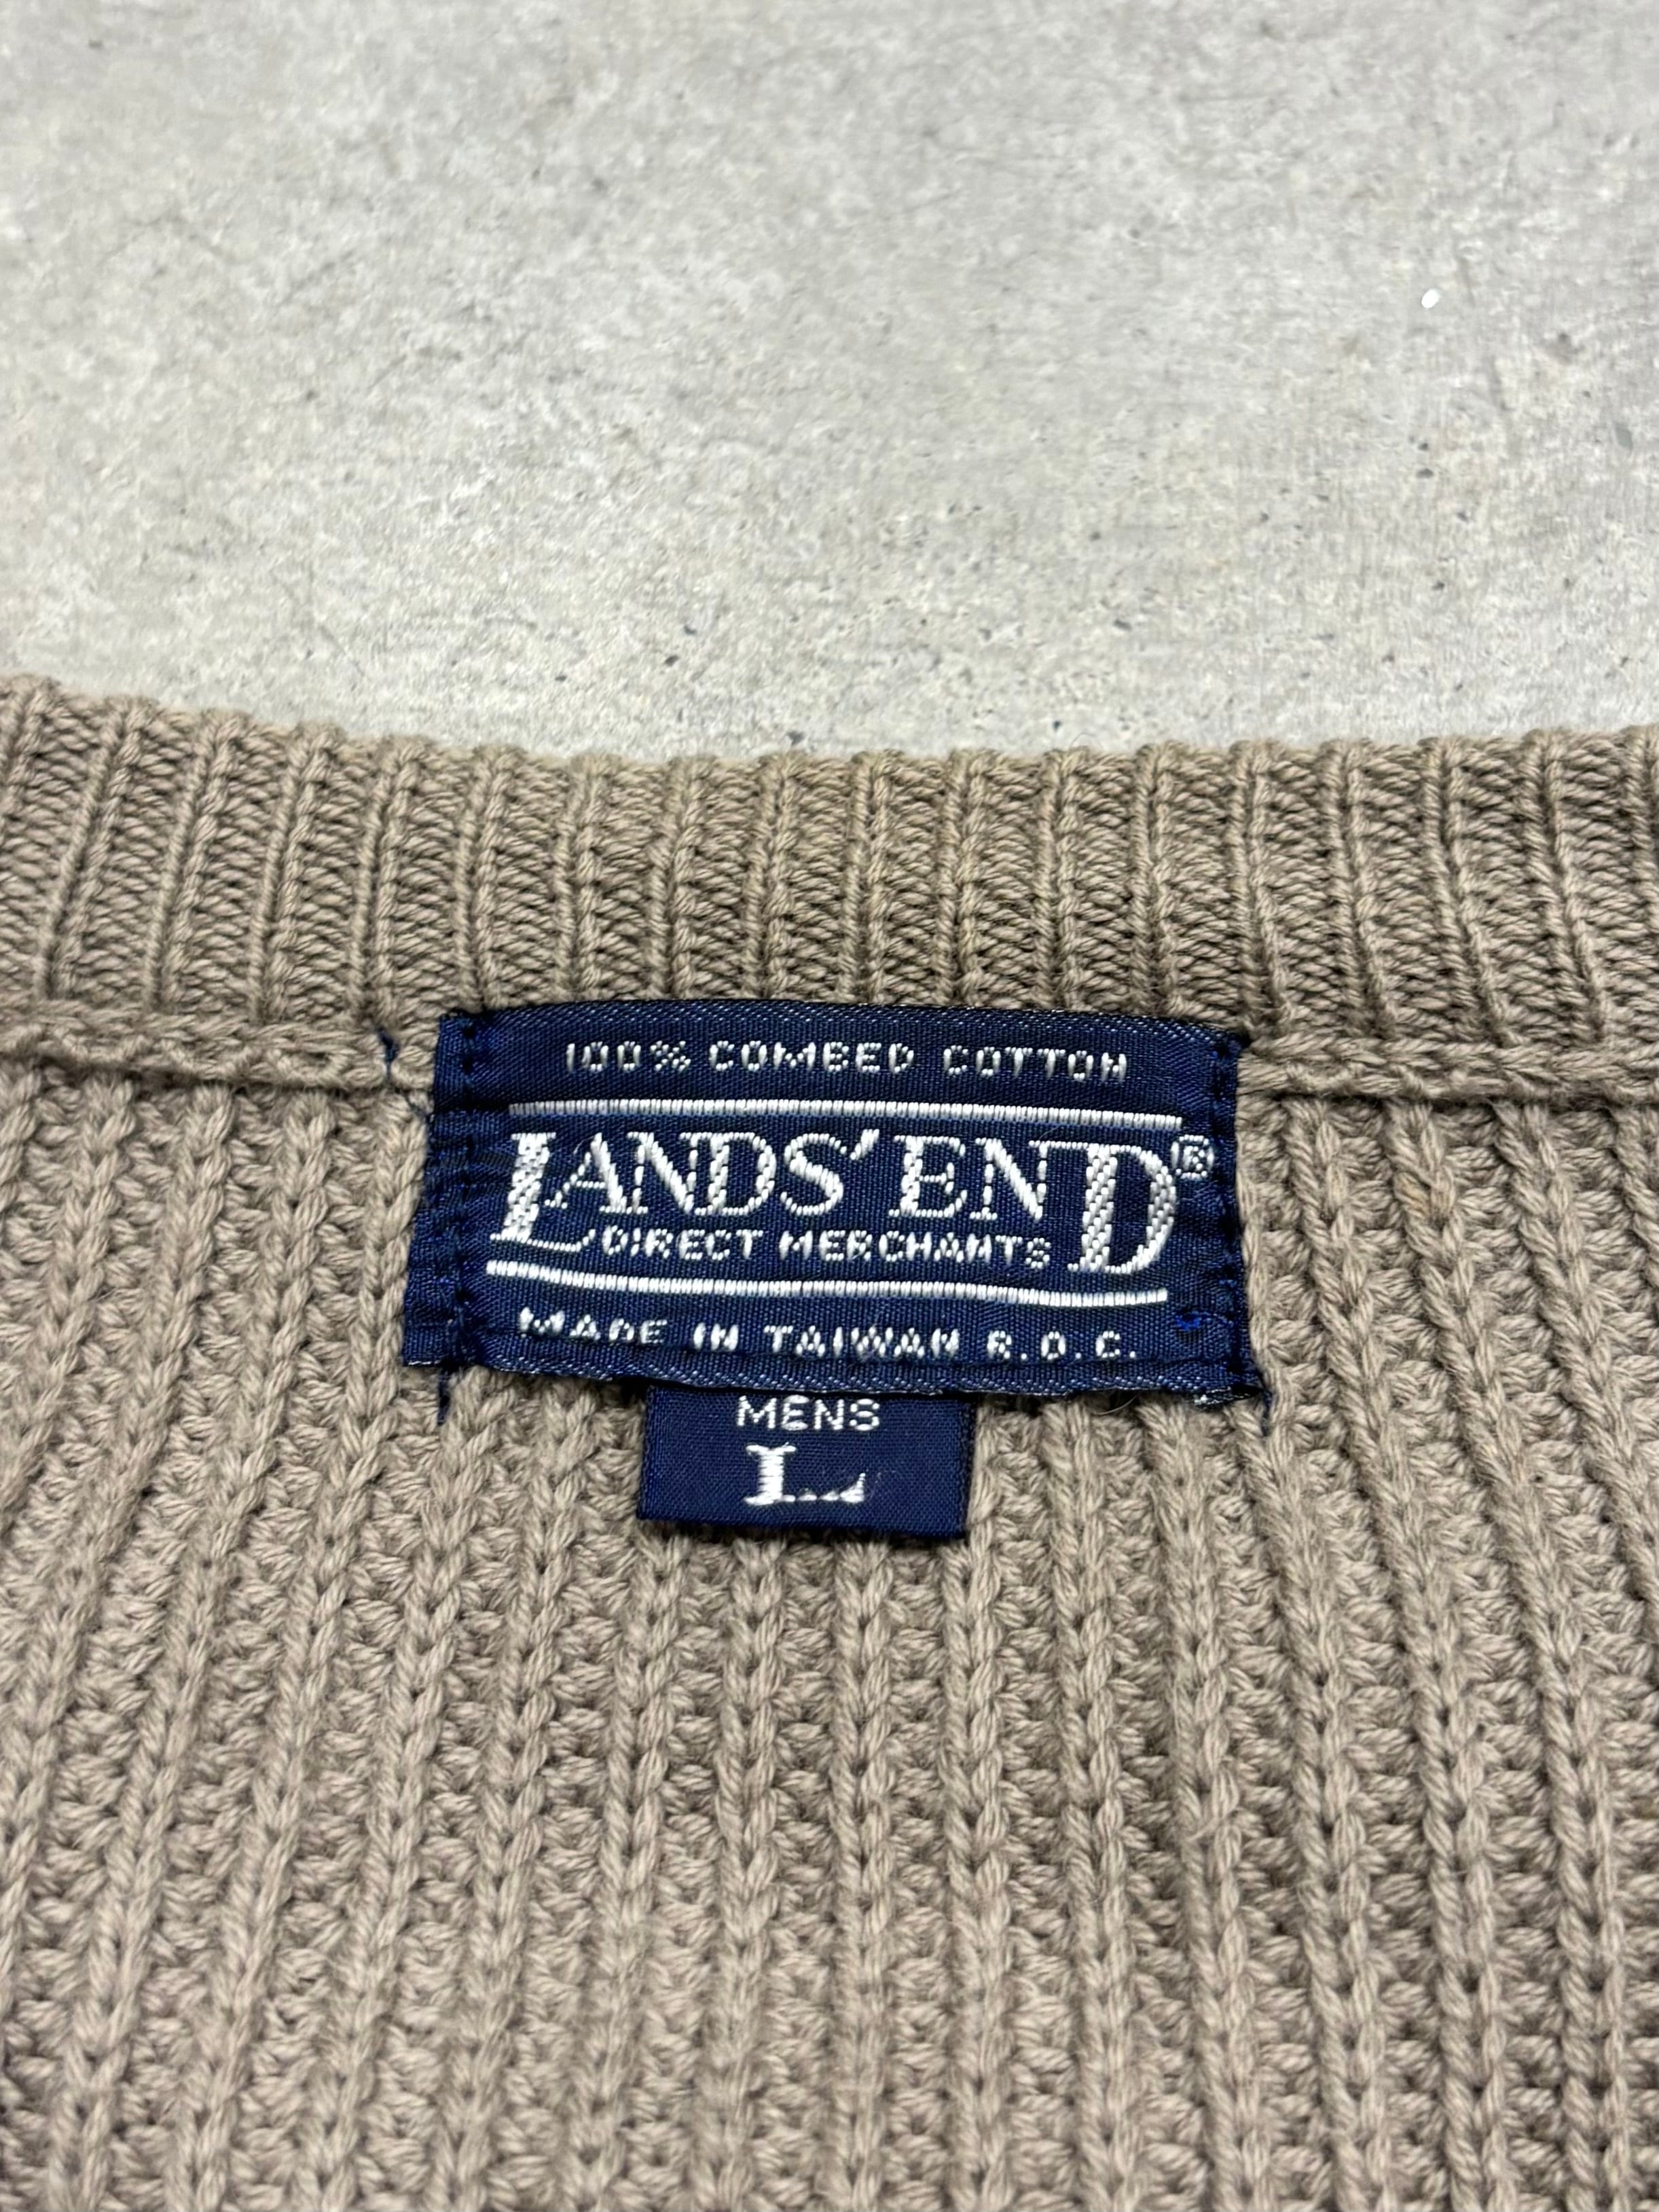 100% COMBED COTTON
LANDS' END®
DIRECT MERCHANTS
MADE IN TAIWAN R.O.C.
MENS
L